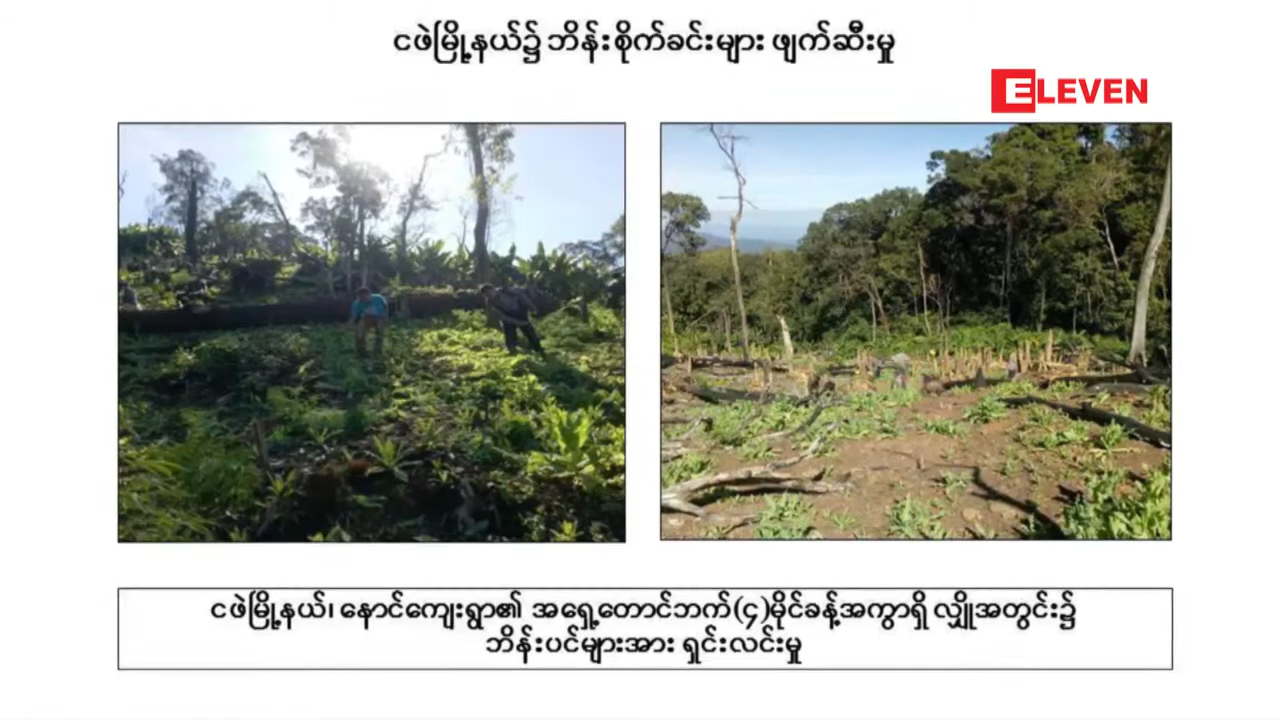 ငဖဲမြို့နယ်၌ ဘိန်းစိုက်ခင်းများ ဖျက်ဆီးမှု
ELEVEN
ငဖဲမြို့နယ်၊ နောင်ကျေးရွာ၏ အရှေ့တောင်ဘက်(၄)မိုင်ခန့်အကွာရှိ လျှိုအတွင်း၌
ဘိန်းပင်များအား ရှင်းလင်းမှု